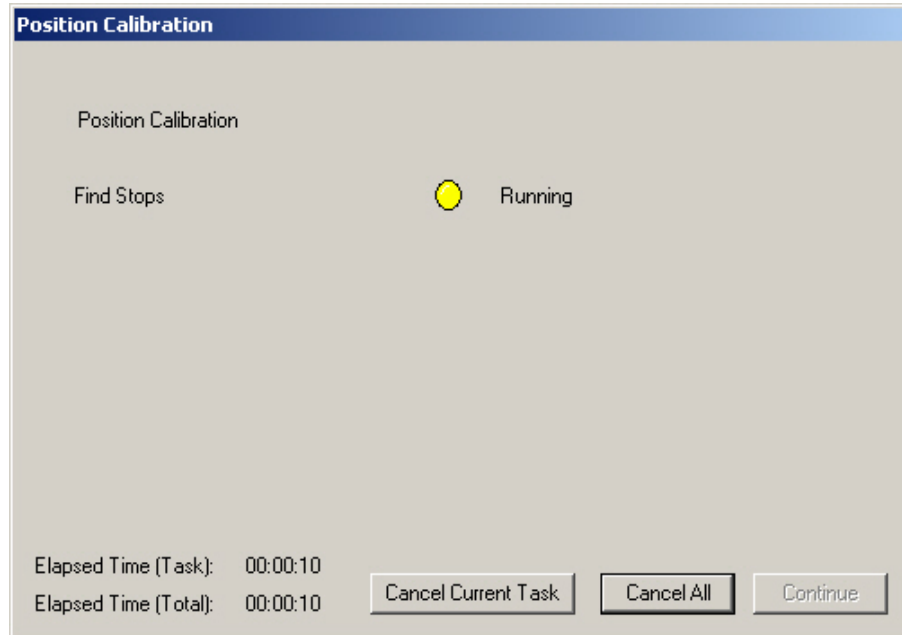 Position Calibration
Position Calibration
Find Stops Running
Elapsed Time (Task): 00:00:10
Elapsed Time (Total): 00:00:10
Cancel Current Task Cancel All Continue